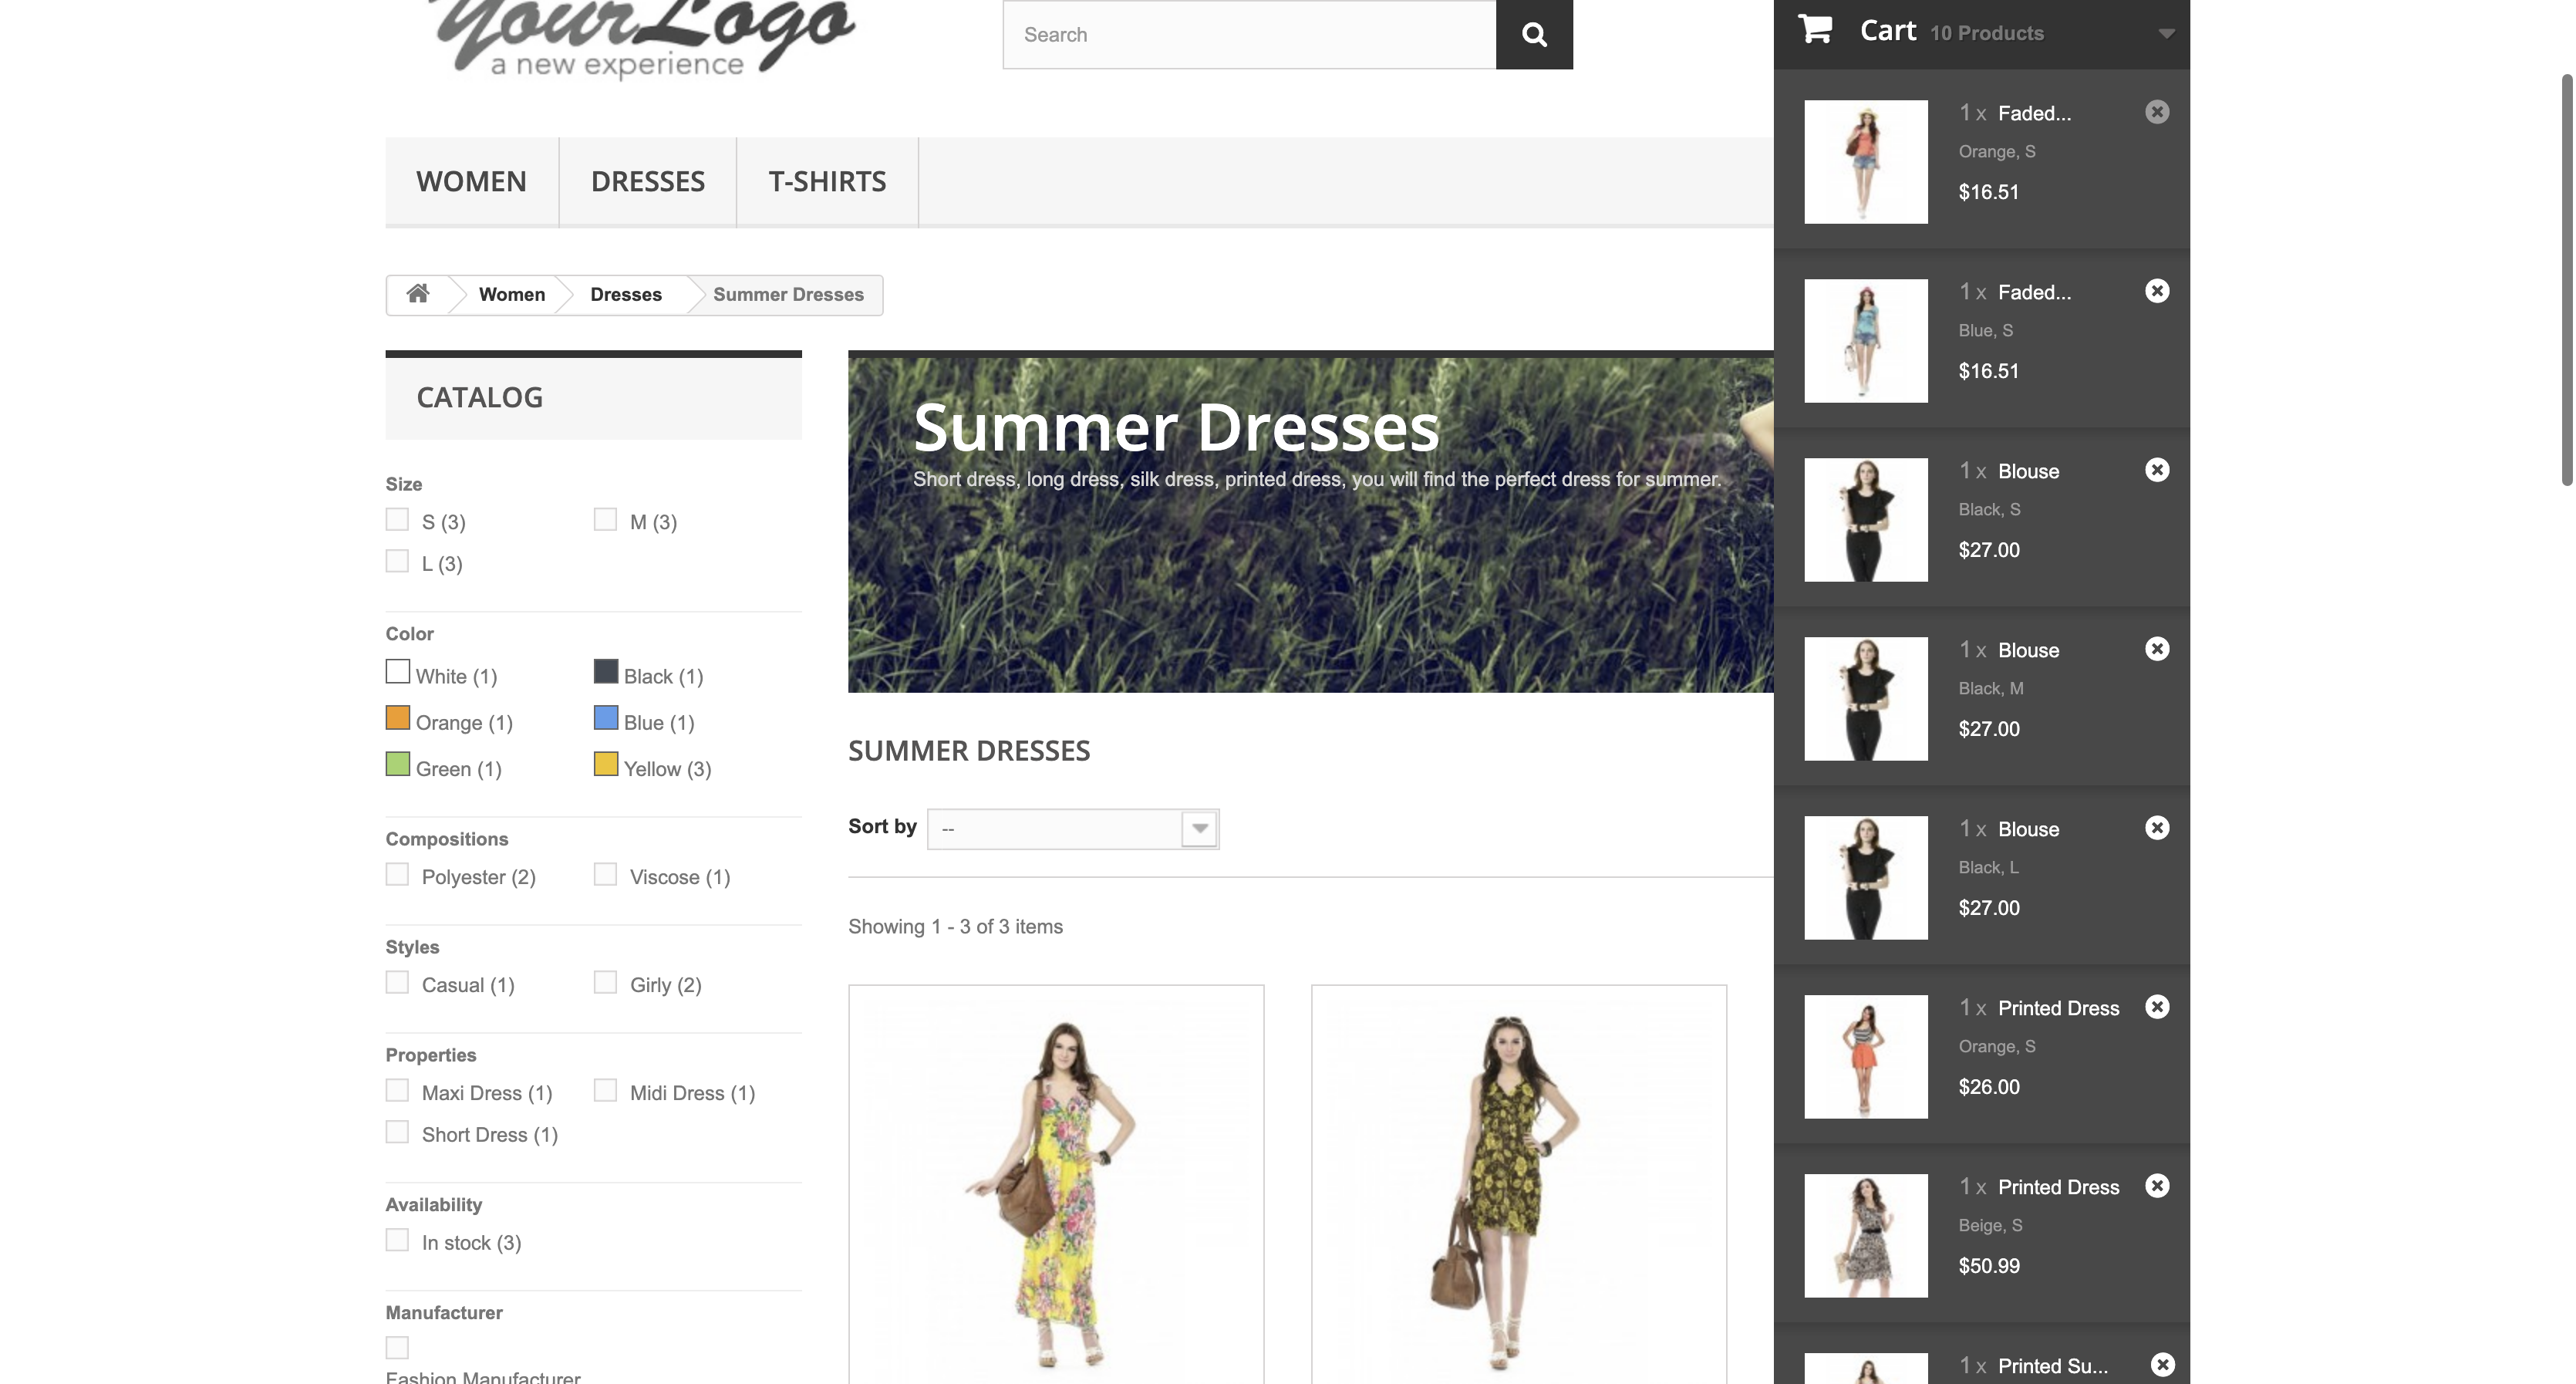 YourLogo
a new experience
Search
Cart 10 Products
WOMEN
DRESSES
T-SHIRTS
Women
Dresses
Summer Dresses
CATALOG
Size
S (3)
M (3)
L (3)
Color
White (1)
Black (1)
Orange (1)
Blue (1)
Green (1)
Yellow (3)
Compositions
Polyester (2)
Viscose (1)
Styles
Casual (1)
Girly (2)
Properties
Maxi Dress (1)
Midi Dress (1)
Short Dress (1)
Availability
In stock (3)
Manufacturer
Fashion Manufacturer
Summer Dresses
Short dress, long dress, silk dress, printed dress, you will find the perfect dress for summer.
SUMMER DRESSES
Sort by --
Showing 1 - 3 of 3 items
1 x Faded...
Orange, S
$16.51
1 x Faded...
Blue, S
$16.51
1 x Blouse
Black, S
$27.00
1 x Blouse
Black, M
$27.00
1 x Blouse
Black, L
$27.00
1 x Printed Dress
Orange, S
$26.00
1 x Printed Dress
Beige, S
$50.99
1 x Printed Su...